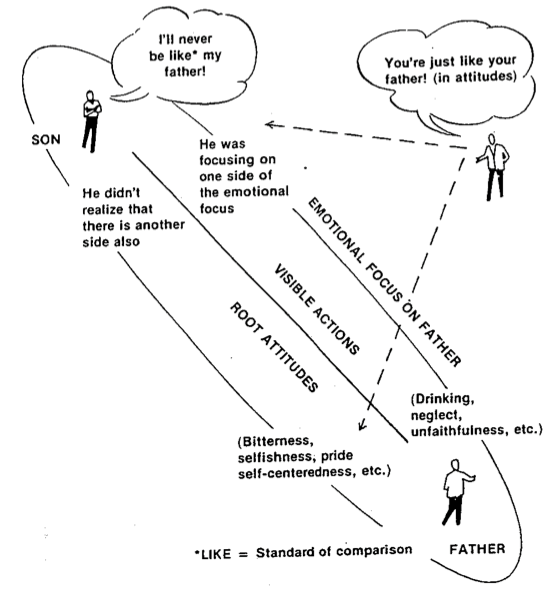 I'll never
be like* my
father!
You're just like your
father! (in attitudes)
SON
He was
focusing on
one side of
the emotional
focus
He didn't
realize that
there is another
side also
EMOTIONAL FOCUS ON FATHER
VISIBLE ACTIONS
ROOT ATTITUDES
(Drinking,
neglect,
unfaithfulness, etc.)
(Bitterness,
selfishness, pride
self-centeredness, etc.)
*LIKE = Standard of comparison
FATHER